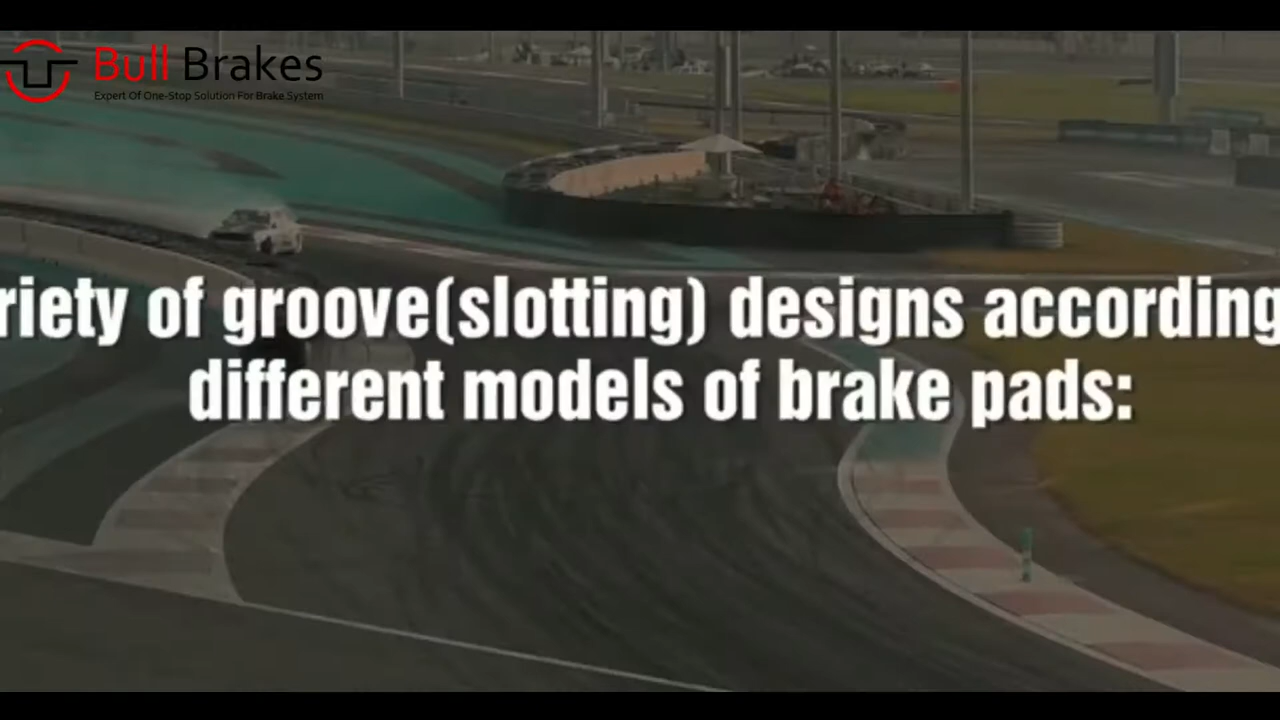 Bull Brakes
Expert Of One-Stop Solution For Brake System
riety of groove(slotting) designs according
different models of brake pads: